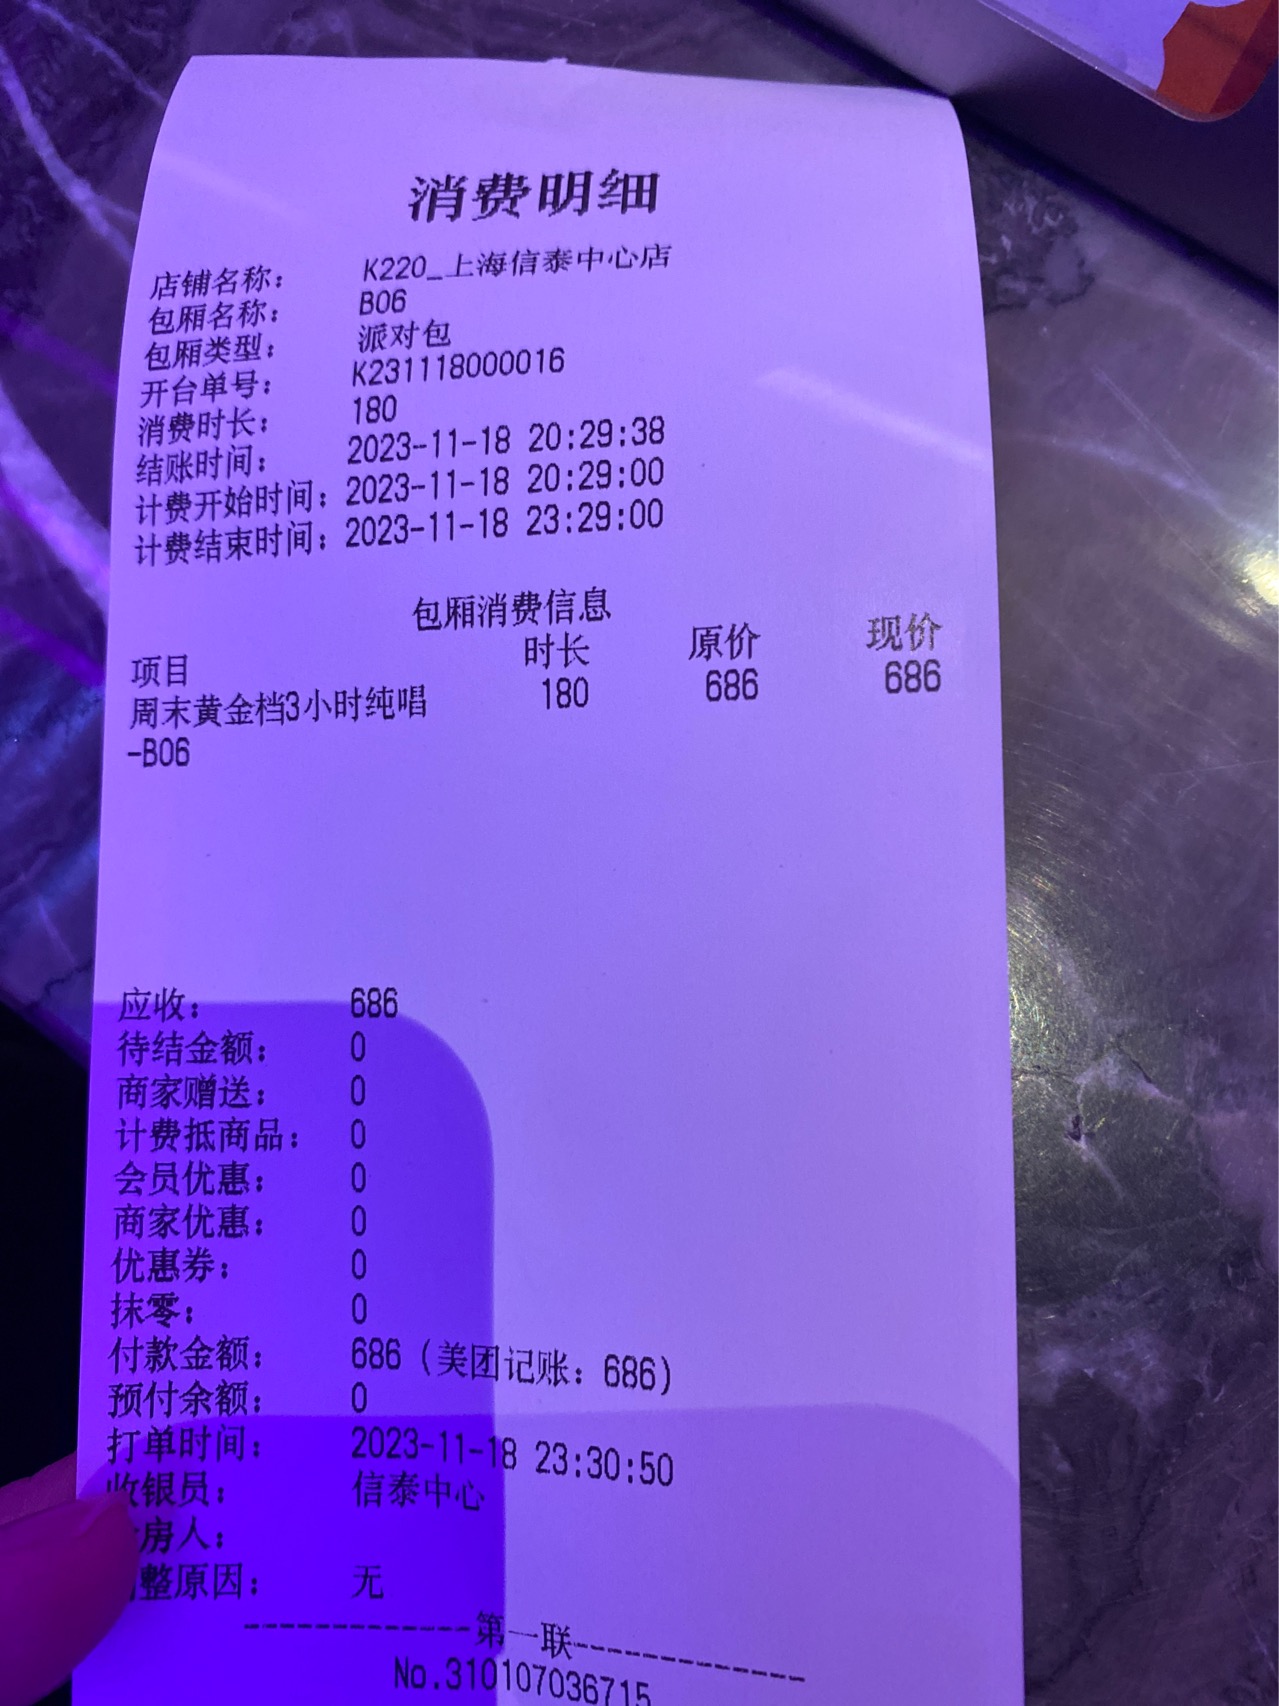 消费明细
店铺名称： K220_上海信泰中心店
包厢名称： B06
包厢类型： 派对包
开台单号： K231118000016
消费时长： 180
结账时间： 2023-11-18 20:29:38
计费开始时间：2023-11-18 20:29:00
计费结束时间：2023-11-18 23:29:00
包厢消费信息
项目 时长 原价 现价
周末黄金档3小时纯唱 180 686 686
-B06
应收： 686
待结金额： 0
商家赠送： 0
计费抵商品： 0
会员优惠： 0
商家优惠： 0
优惠券： 0
抹零： 0
付款金额： 686（美团记账：686）
预付余额： 0
打单时间： 2023-11-18 23:30:50
收银员： 信泰中心
房人：
整原因： 无
-------------第一联-------------
No.310107036715